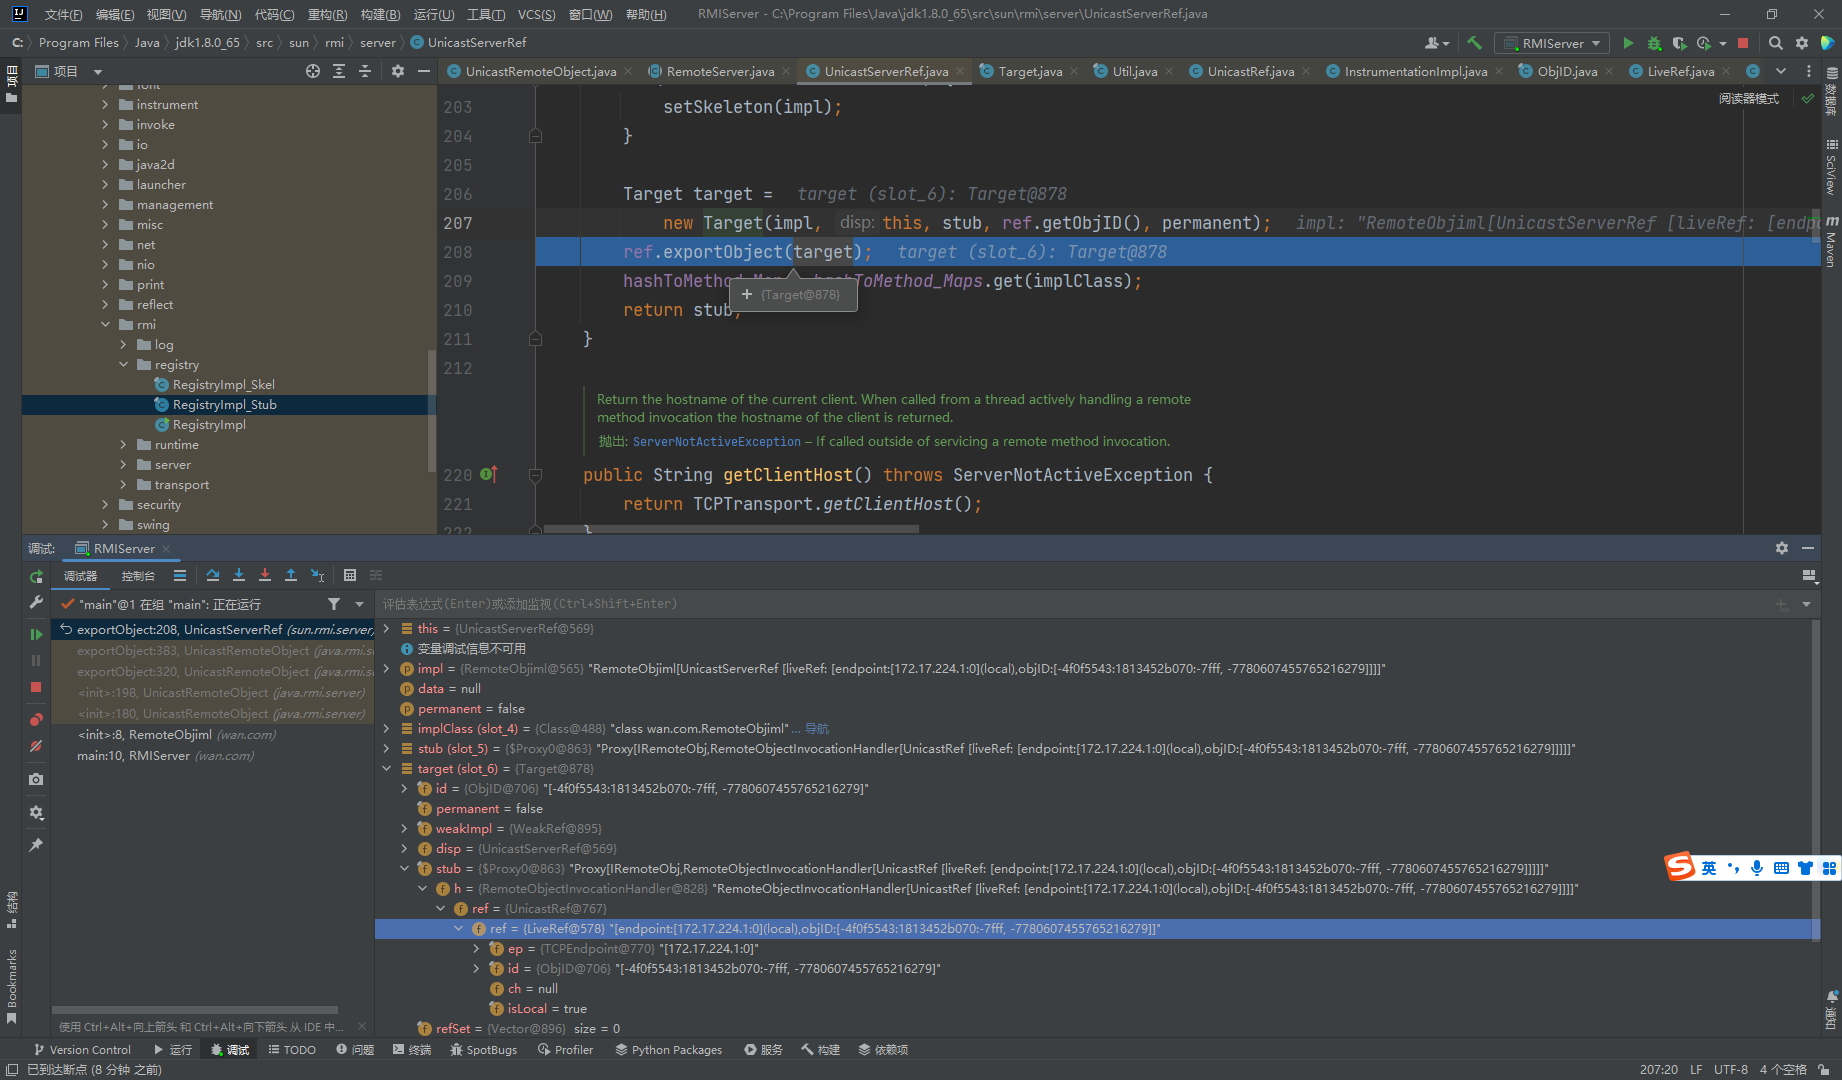 文件(F) 编辑(E) 视图(V) 导航(N) 代码(C) 重构(R) 构建(B) 运行(U) 工具(T) VCS(S) 窗口(W) 帮助(H) RMIServer - C:\Program Files\Java\jdk1.8.0_65\src\sun\rmi\server\UnicastServerRef.java
C: Program Files Java jdk1.8.0_65 src sun rmi server UnicastServerRef RMIServer
项目 UnicastRemoteObject.java RemoteServer.java UnicastServerRef.java Target.java Util.java UnicastRef.java InstrumentationImpl.java ObjID.java LiveRef.java
项目
数据库
SciView
Maven
通知
结构
Bookmarks
font
instrument
invoke
io
java2d
launcher
management
misc
net
nio
print
reflect
rmi
log
registry
RegistryImpl_Skel
RegistryImpl_Stub
RegistryImpl
runtime
server
transport
security
swing
阅读器模式
203 setSkeleton(impl);
204 }
205
206 Target target = target (slot_6): Target@878
207 new Target(impl, disp: this, stub, ref.getObjID(), permanent); impl: "RemoteObjiml[UnicastServerRef [liveRef: [endp
208 ref.exportObject(target); target (slot_6): Target@878
209 hashToMethod_Maps.get(implClass);
{Target@878}
210 return stub;
211 }
212
Return the hostname of the current client. When called from a thread actively handling a remote
method invocation the hostname of the client is returned.
抛出: ServerNotActiveException – If called outside of servicing a remote method invocation.
220 public String getClientHost() throws ServerNotActiveException {
221 return TCPTransport.getClientHost();
222 }
调试: RMIServer
调试器 控制台
"main"@1 在组 "main": 正在运行
exportObject:208, UnicastServerRef (sun.rmi.server)
exportObject:383, UnicastRemoteObject (java.rmi.s
exportObject:320, UnicastRemoteObject (java.rmi.s
<init>:198, UnicastRemoteObject (java.rmi.server)
<init>:180, UnicastRemoteObject (java.rmi.server)
<init>:8, RemoteObjiml (wan.com)
main:10, RMIServer (wan.com)
使用 Ctrl+Alt+向上箭头 和 Ctrl+Alt+向下箭头 从 IDE 中...
评估表达式(Enter)或添加监视(Ctrl+Shift+Enter)
this = {UnicastServerRef@569}
变量调试信息不可用
impl = {RemoteObjiml@565} "RemoteObjiml[UnicastServerRef [liveRef: [endpoint:[172.17.224.1:0](local),objID:[-4f0f5543:1813452b070:-7fff, -7780607455765216279]]]]"
data = null
permanent = false
implClass (slot_4) = {Class@488} "class wan.com.RemoteObjiml"... 导航
stub (slot_5) = {$Proxy0@863} "Proxy[IRemoteObj,RemoteObjectInvocationHandler[UnicastRef [liveRef: [endpoint:[172.17.224.1:0](local),objID:[-4f0f5543:1813452b070:-7fff, -7780607455765216279]]]]]"
target (slot_6) = {Target@878}
id = {ObjID@706} "[-4f0f5543:1813452b070:-7fff, -7780607455765216279]"
permanent = false
weakImpl = {WeakRef@895}
disp = {UnicastServerRef@569}
stub = {$Proxy0@863} "Proxy[IRemoteObj,RemoteObjectInvocationHandler[UnicastRef [liveRef: [endpoint:[172.17.224.1:0](local),objID:[-4f0f5543:1813452b070:-7fff, -7780607455765216279]]]]]"
h = {RemoteObjectInvocationHandler@828} "RemoteObjectInvocationHandler[UnicastRef [liveRef: [endpoint:[172.17.224.1:0](local),objID:[-4f0f5543:1813452b070:-7fff, -7780607455765216279]]]]"
ref = {UnicastRef@767}
ref = {LiveRef@578} "[endpoint:[172.17.224.1:0](local),objID:[-4f0f5543:1813452b070:-7fff, -7780607455765216279]]"
ep = {TCPEndpoint@770} "[172.17.224.1:0]"
id = {ObjID@706} "[-4f0f5543:1813452b070:-7fff, -7780607455765216279]"
ch = null
isLocal = true
refSet = {Vector@896} size = 0
英
Version Control 运行 调试 TODO 问题 终端 SpotBugs Profiler Python Packages 服务 构建 依赖项
已到达断点 (8 分钟 之前) 207:20 LF UTF-8 4 个空格